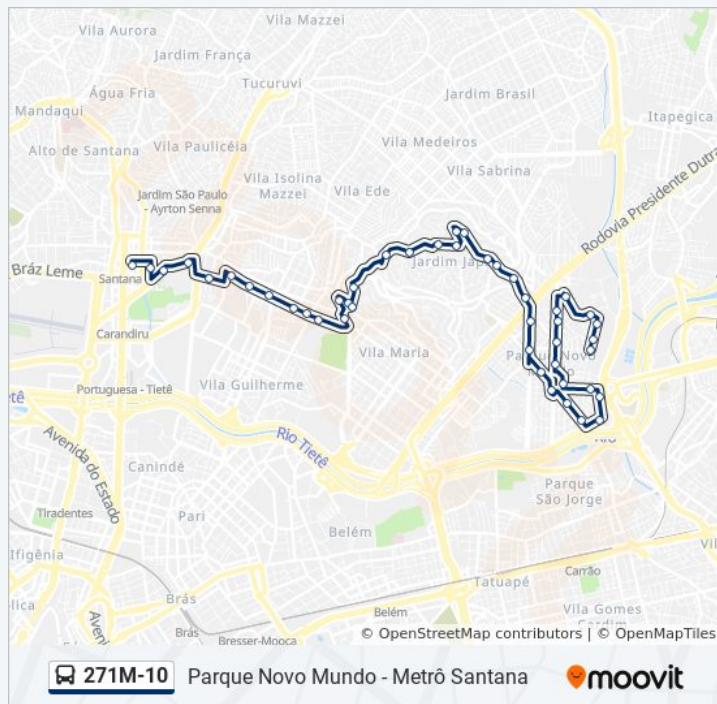 Vila Mazzei
Vila Aurora
Jardim França
Tucuruvi
Água Fria
Jardim Brasil
Mandaqui
Itapegica
Vila Medeiros
Alto de Santana
Vila Paulicéia
Vila Sabrina
Vila Isolina
Mazzei
Vila Ede
Jardim São Paulo
- Ayrton Senna
Rodovia Presidente Dutra
Bráz Leme
Santana
Jardim Japão
Carandiru
Vila Maria
Parque Novo
Portuguesa - Tietê
Vila Guilherme
Rio Tietê
Avenida do Estado
Canindé
Parque
São Jorge
Pari
Tiradentes
Belém
Ifigênia
Tatuapé
Carrão
Brás
Belém
Vila Gomes
Brás
Bresser-Mooca
© OpenStreetMap contributors | © OpenMapTiles
271M-10 Parque Novo Mundo - Metrô Santana
moovit